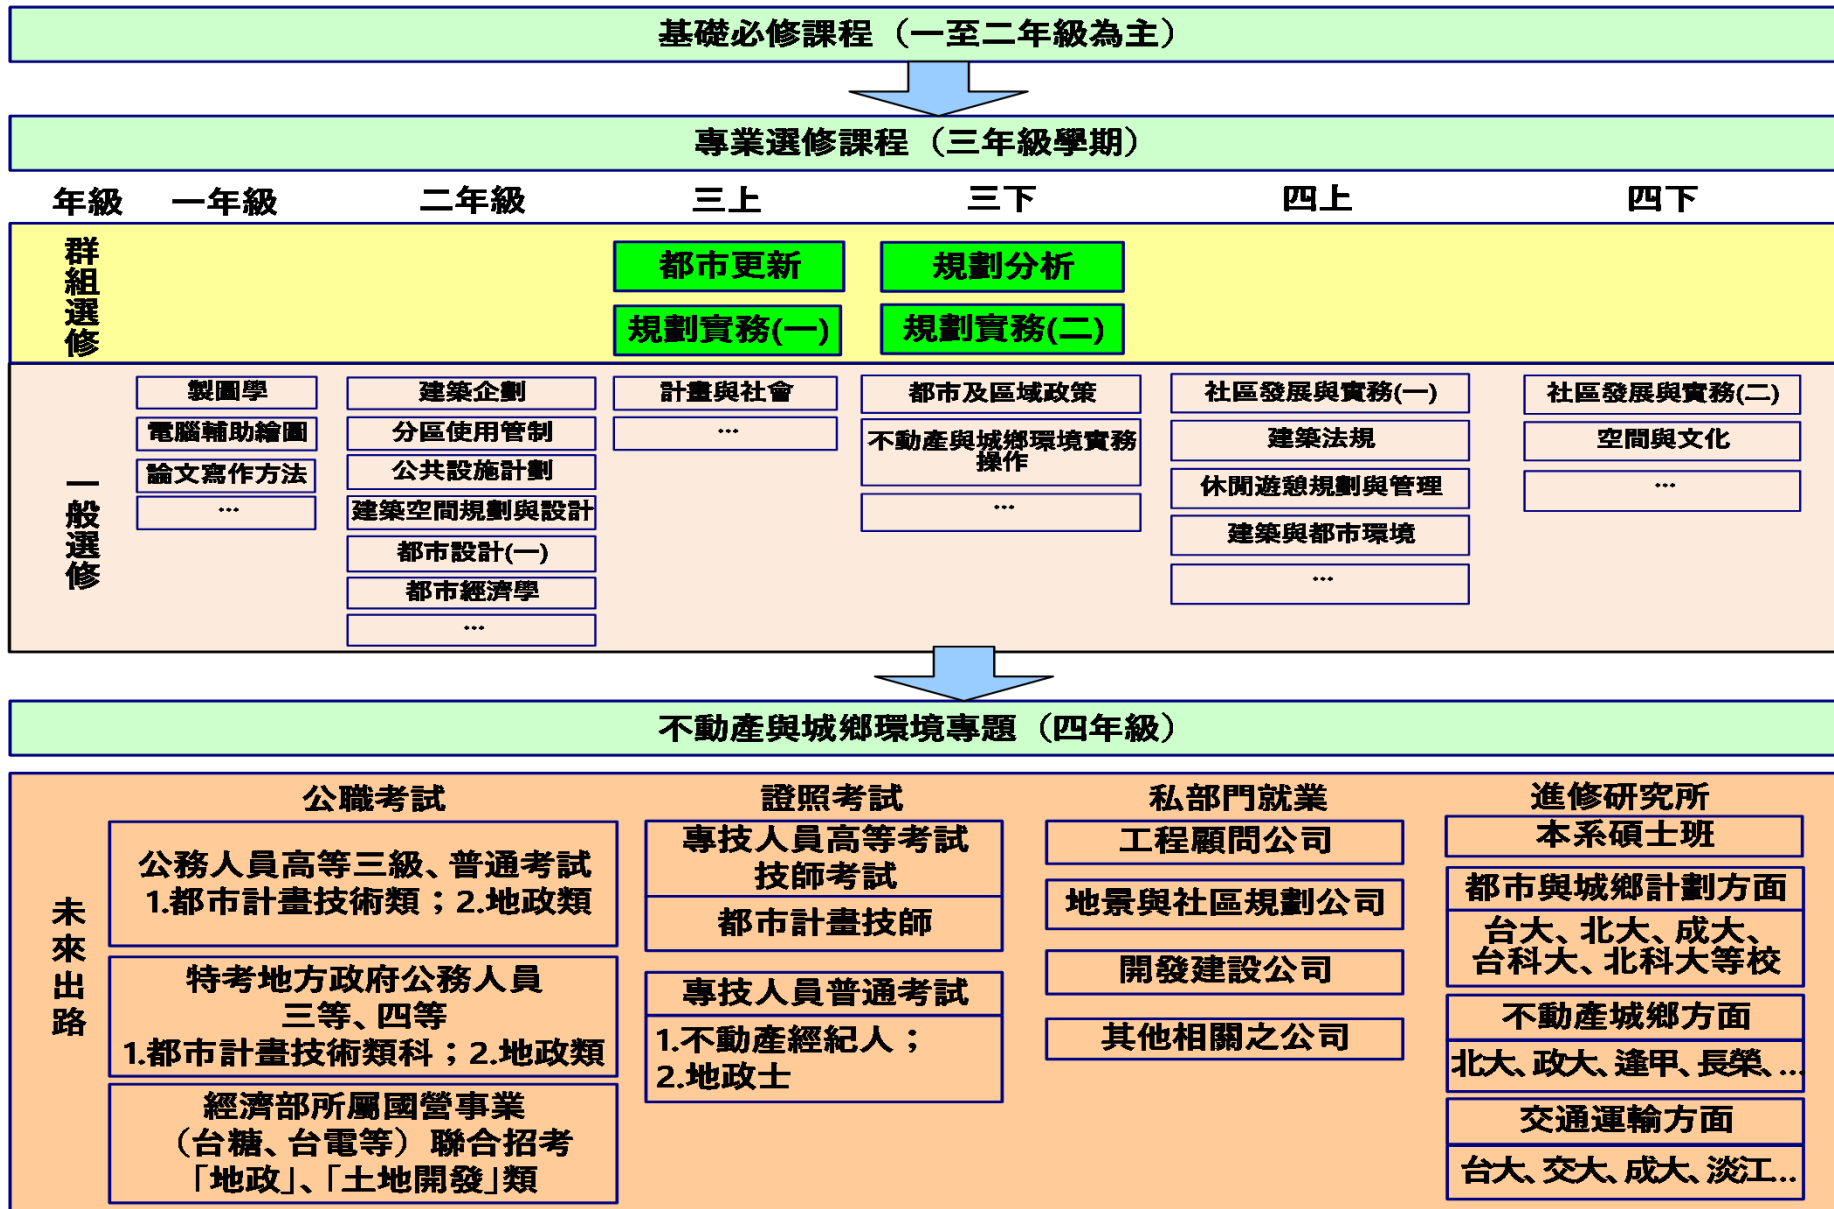 基礎必修課程（一至二年級為主）
專業選修課程（三年級學期）
年級
一年級
二年級
三上
三下
四上
四下
群組選修
都市更新
規劃分析
規劃實務(一)
規劃實務(二)
一般選修
製圖學
電腦輔助繪圖
論文寫作方法
…
建築企劃
分區使用管制
公共設施計劃
建築空間規劃與設計
都市設計(一)
都市經濟學
…
計畫與社會
…
都市及區域政策
不動產與城鄉環境實務
操作
…
社區發展與實務(一)
建築法規
休閒遊憩規劃與管理
建築與都市環境
…
社區發展與實務(二)
空間與文化
…
不動產與城鄉環境專題（四年級）
未來出路
公職考試
公務人員高等三級、普通考試
1.都市計畫技術類；2.地政類
特考地方政府公務人員
三等、四等
1.都市計畫技術類科；2.地政類
經濟部所屬國營事業
（台糖、台電等）聯合招考
「地政」、「土地開發」類
證照考試
專技人員高等考試
技師考試
都市計畫技師
專技人員普通考試
1.不動產經紀人；
2.地政士
私部門就業
工程顧問公司
地景與社區規劃公司
開發建設公司
其他相關之公司
進修研究所
本系碩士班
都市與城鄉計劃方面
台大、北大、成大、
台科大、北科大等校
不動產城鄉方面
北大、政大、逢甲、長榮、...
交通運輸方面
台大、交大、成大、淡江...